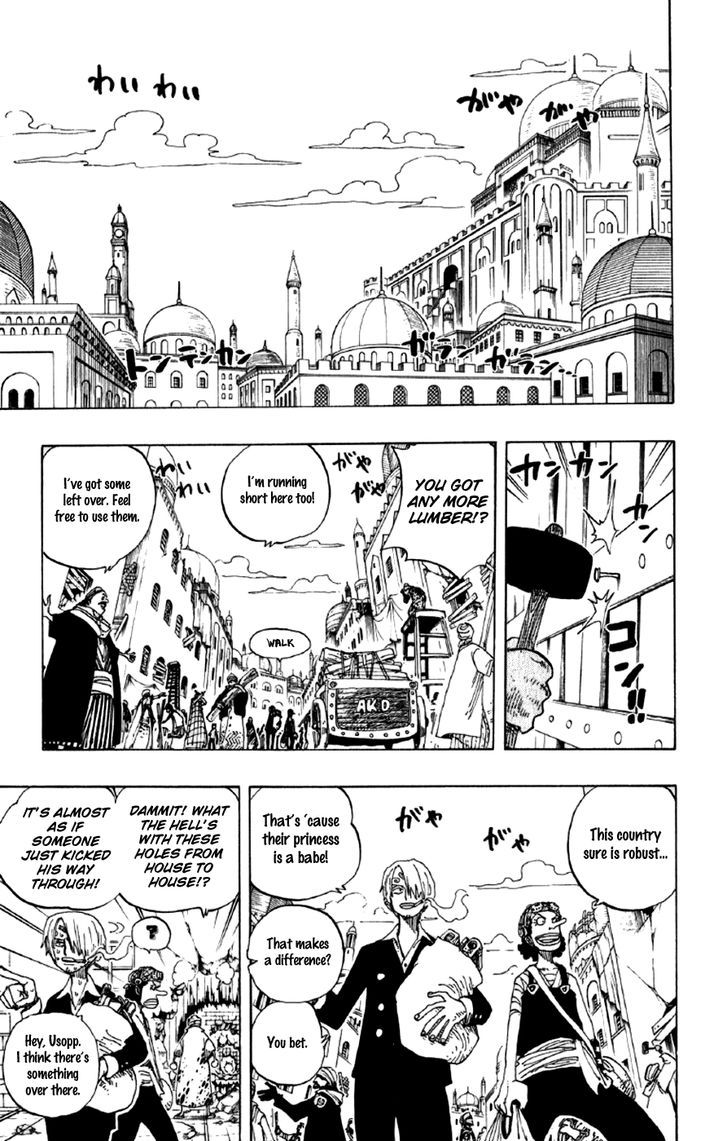 わいわい
がや
がや
トンテンカン
ガラン
ガラン…
カン カン
カン
コン!!
YOU GOT
ANY MORE
LUMBER!?
がや
がや
I'm running
short here too!
わい
わい
I've got some
left over. Feel
free to use them.
WALK
AKD
This country
sure is robust...
がや
がや
That's 'cause
their princess
is a babe!
That makes
a difference?
You bet.
DAMMIT! WHAT
THE HELL'S
WITH THESE
HOLES FROM
HOUSE TO
HOUSE!?
IT'S ALMOST
AS IF
SOMEONE
JUST KICKED
HIS WAY
THROUGH!
?
Hey, Usopp.
I think there's
something
over there.